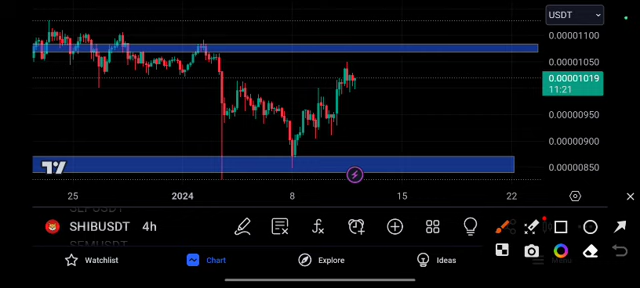 USDT
0.00001100
0.00001050
0.00001019
11:21
0.00000950
0.00000900
0.00000850
25 2024 8 15 22
SHIBUSDT 4h
Watchlist Chart Explore Ideas